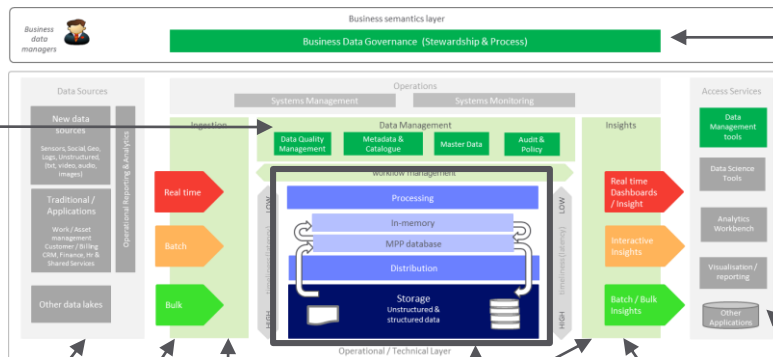 Business semantics layer
Business
data
managers
Business Data Governance (Stewardship & Process)
Data Sources
Operations
Access Services
Systems Management
Systems Monitoring
New data
sources
Sensors, Social, Geo,
Logs, Unstructured,
(txt, video, audio,
images)
Operational Reporting & Analytics
Traditional /
Applications
Work / Asset
management
Customer / Billing
CRM, Finance, Hr &
Shared Services
Other data lakes
Ingestion
Real time
Batch
Bulk
Data Management
Data Quality
Management
Metadata &
Catalogue
Master Data
Audit &
Policy
workflow management
LOW
HIGH
Processing
In-memory
MPP database
Distribution
Storage
Unstructured &
structured data
LOW
HIGH
Insights
Real time
Dashboards
/ Insight
Interactive
Insights
Batch / Bulk
Insights
Data
Management
tools
Data Science
Tools
Analytics
Workbench
Visualisation /
reporting
Other
Applications
Operational / Technical Layer